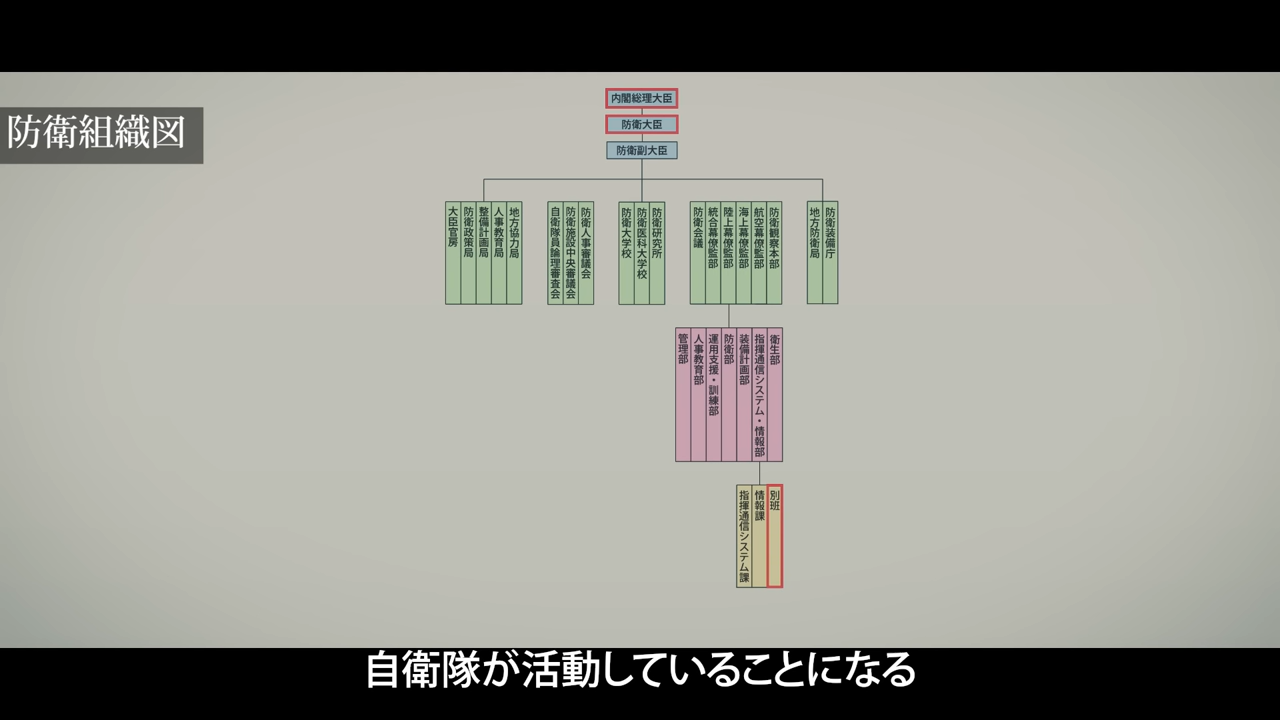 防衛組織図
内閣総理大臣
防衛大臣
防衛副大臣
大臣官房
防衛政策局
整備計画局
人事教育局
地方協力局
自衛隊員論理審査会
防衛施設中央審議会
防衛人事審議会
防衛大学校
防衛医科大学校
防衛研究所
防衛会議
統合幕僚監部
陸上幕僚監部
海上幕僚監部
航空幕僚監部
防衛観察本部
地方防衛局
防衛装備庁
管理部
人事教育部
運用支援・訓練部
防衛部
装備計画部
指揮通信システム・情報部
衛生部
指揮通信システム課
情報課
別班
自衛隊が活動していることになる